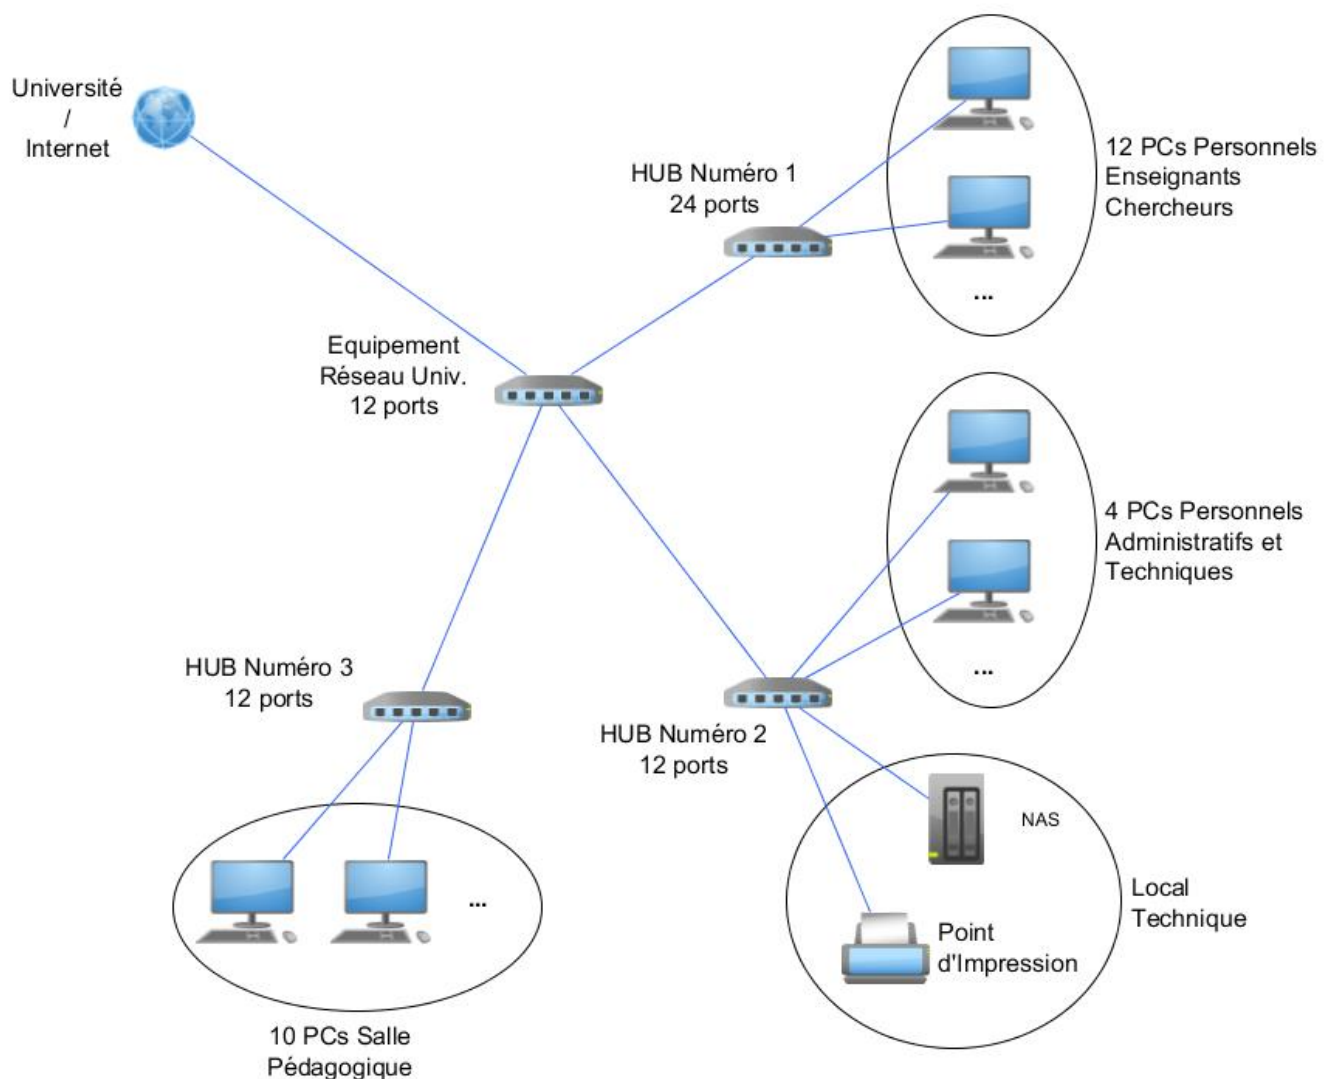 Université
/
Internet
HUB Numéro 1
24 ports
12 PCs Personnels
Enseignants
Chercheurs
...
Equipement
Réseau Univ.
12 ports
4 PCs Personnels
Administratifs et
Techniques
...
HUB Numéro 3
12 ports
HUB Numéro 2
12 ports
NAS
Local
Technique
Point
d'Impression
...
10 PCs Salle
Pédagogique